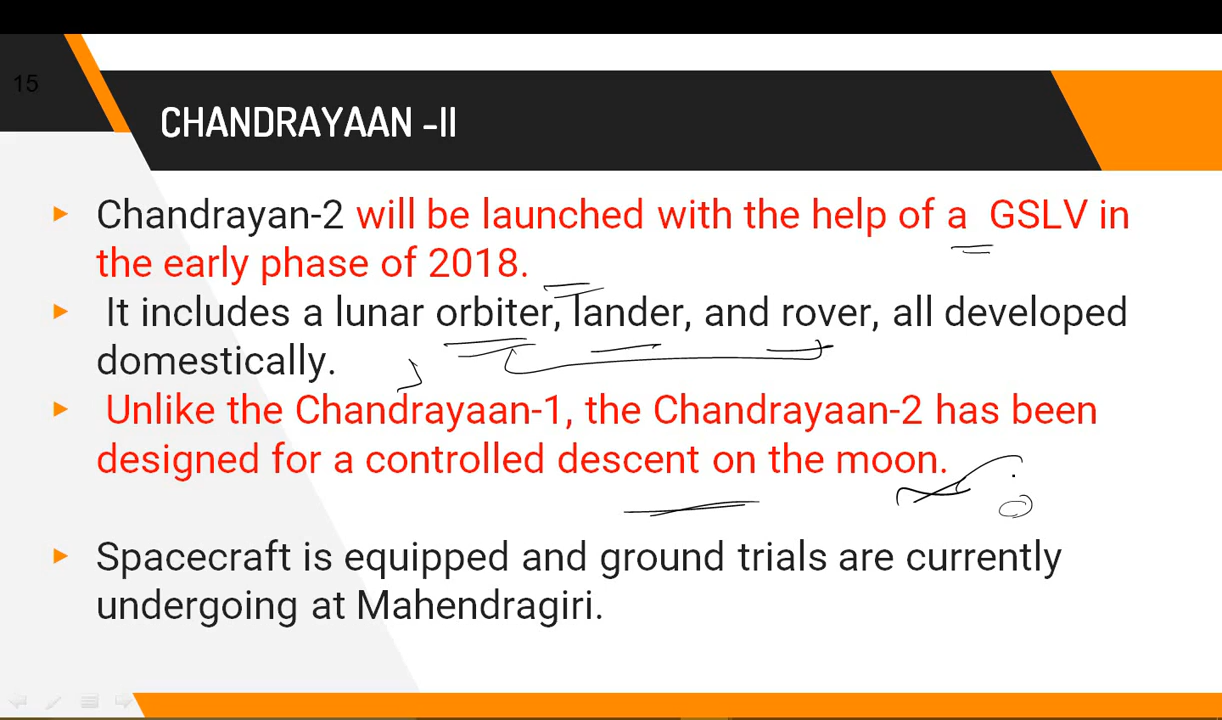 15
CHANDRAYAAN -II
Chandrayan-2 will be launched with the help of a GSLV in
the early phase of 2018.
It includes a lunar orbiter, lander, and rover, all developed
domestically.
Unlike the Chandrayaan-1, the Chandrayaan-2 has been
designed for a controlled descent on the moon.
Spacecraft is equipped and ground trials are currently
undergoing at Mahendragiri.